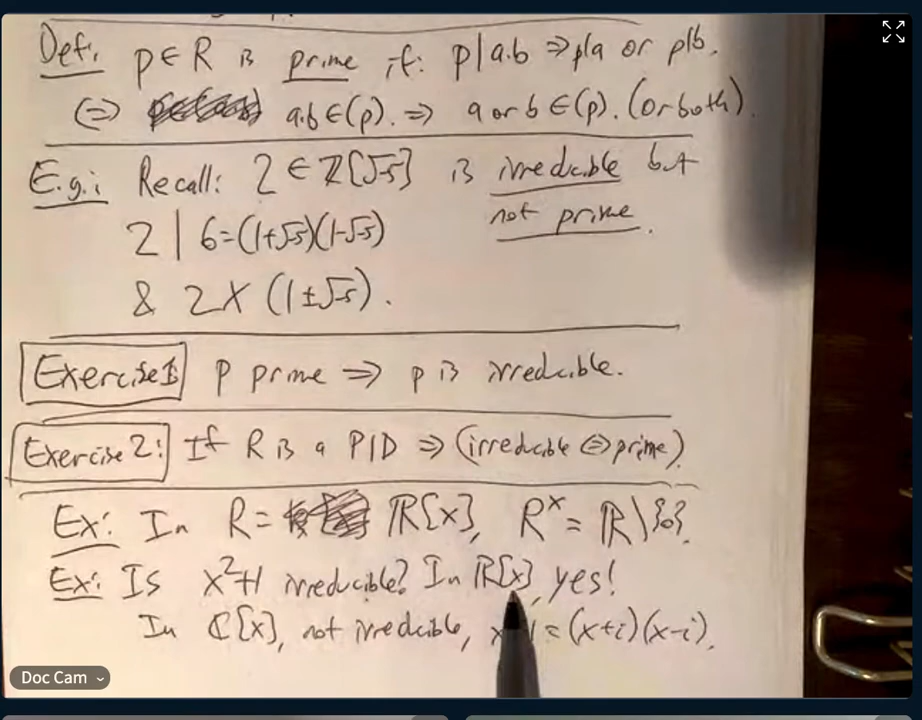 Def: p ∈ R is prime if: p | a·b ⇒ p|a or p|b.
(⇒ a·b ∈ (p). ⇒ a or b ∈ (p). (or both)
E.g.: Recall: 2 ∈ ℤ[√-5] is irreducible but
not prime.
2 | 6 = (1+√-5)(1-√-5)
& 2 ∤ (1±√-5).
Exercise 1: p prime ⇒ p is irreducible.
Exercise 2: If R is a PID ⇒ (irreducible ⇔ prime).
Ex: In R = ℝ[x], R^× = ℝ\{0}.
Ex: Is x²+1 irreducible? In ℝ[x], yes!
In ℂ[x], not irredcible, = (x+i)(x-i).
Doc Cam